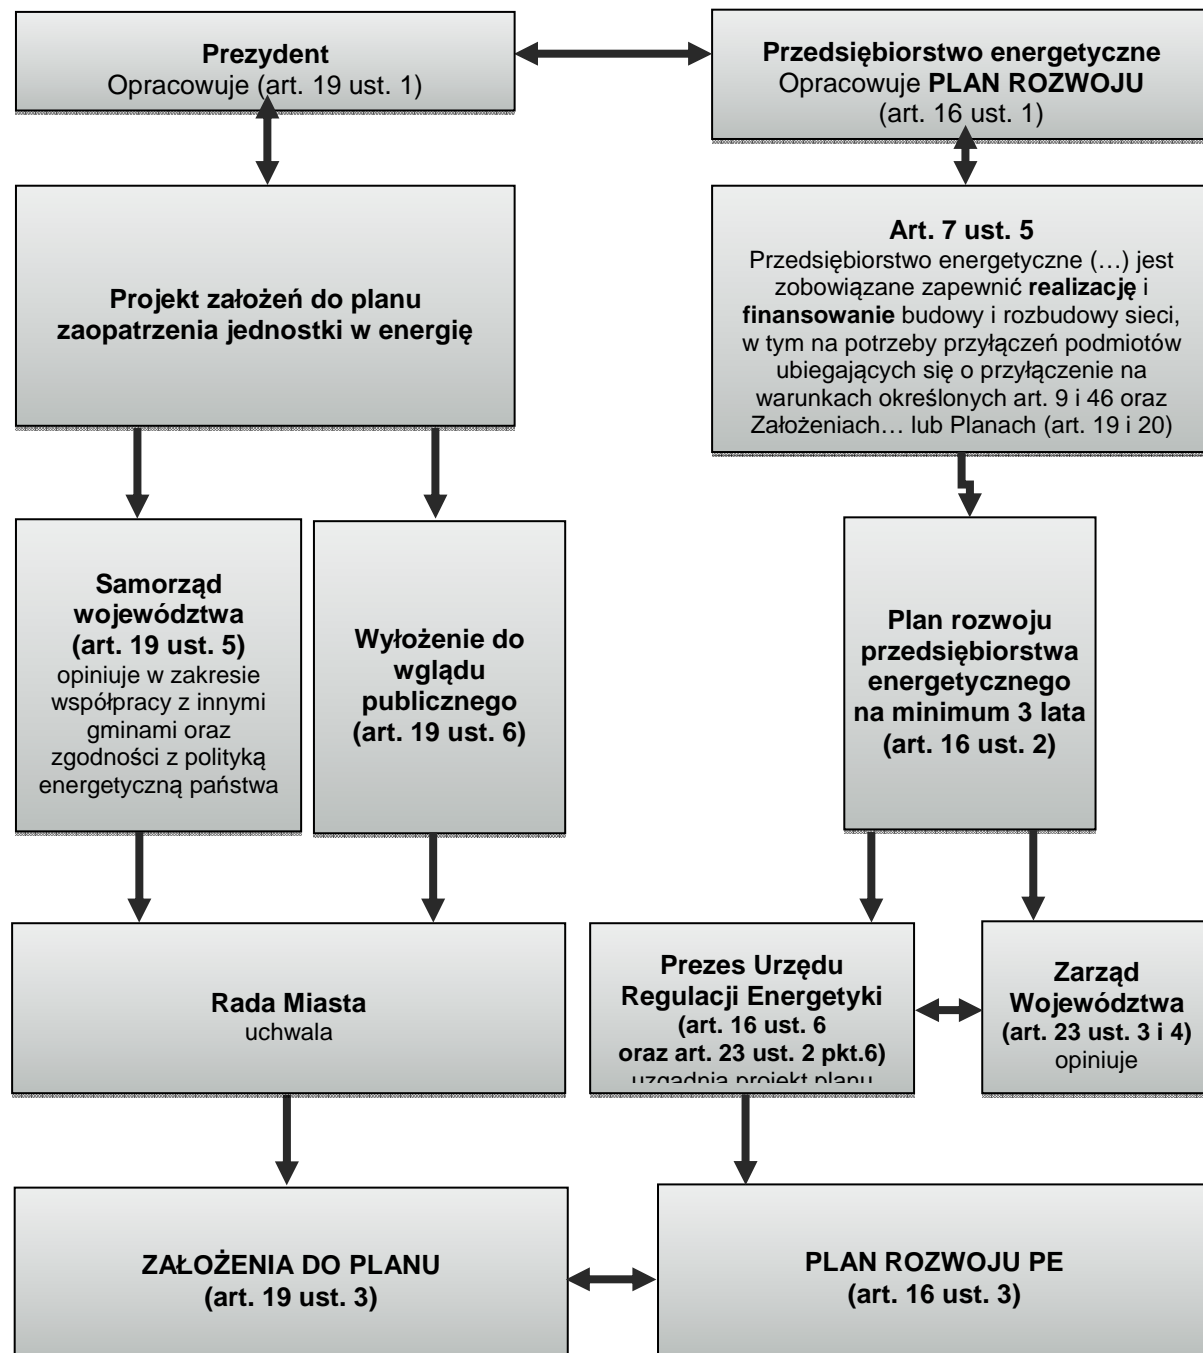 Prezydent
Opracowuje (art. 19 ust. 1)
Przedsiębiorstwo energetyczne
Opracowuje PLAN ROZWOJU
(art. 16 ust. 1)
Projekt założeń do planu
zaopatrzenia jednostki w energię
Art. 7 ust. 5
Przedsiębiorstwo energetyczne (…) jest
zobowiązane zapewnić realizację i
finansowanie budowy i rozbudowy sieci,
w tym na potrzeby przyłączeń podmiotów
ubiegających się o przyłączenie na
warunkach określonych art. 9 i 46 oraz
Założeniach… lub Planach (art. 19 i 20)
Samorząd
województwa
(art. 19 ust. 5)
opiniuje w zakresie
współpracy z innymi
gminami oraz
zgodności z polityką
energetyczną państwa
Wyłożenie do
wglądu
publicznego
(art. 19 ust. 6)
Plan rozwoju
przedsiębiorstwa
energetycznego
na minimum 3 lata
(art. 16 ust. 2)
Rada Miasta
uchwala
Prezes Urzędu
Regulacji Energetyki
(art. 16 ust. 6
oraz art. 23 ust. 2 pkt.6)
uzgadnia projekt planu
Zarząd
Województwa
(art. 23 ust. 3 i 4)
opiniuje
ZAŁOŻENIA DO PLANU
(art. 19 ust. 3)
PLAN ROZWOJU PE
(art. 16 ust. 3)